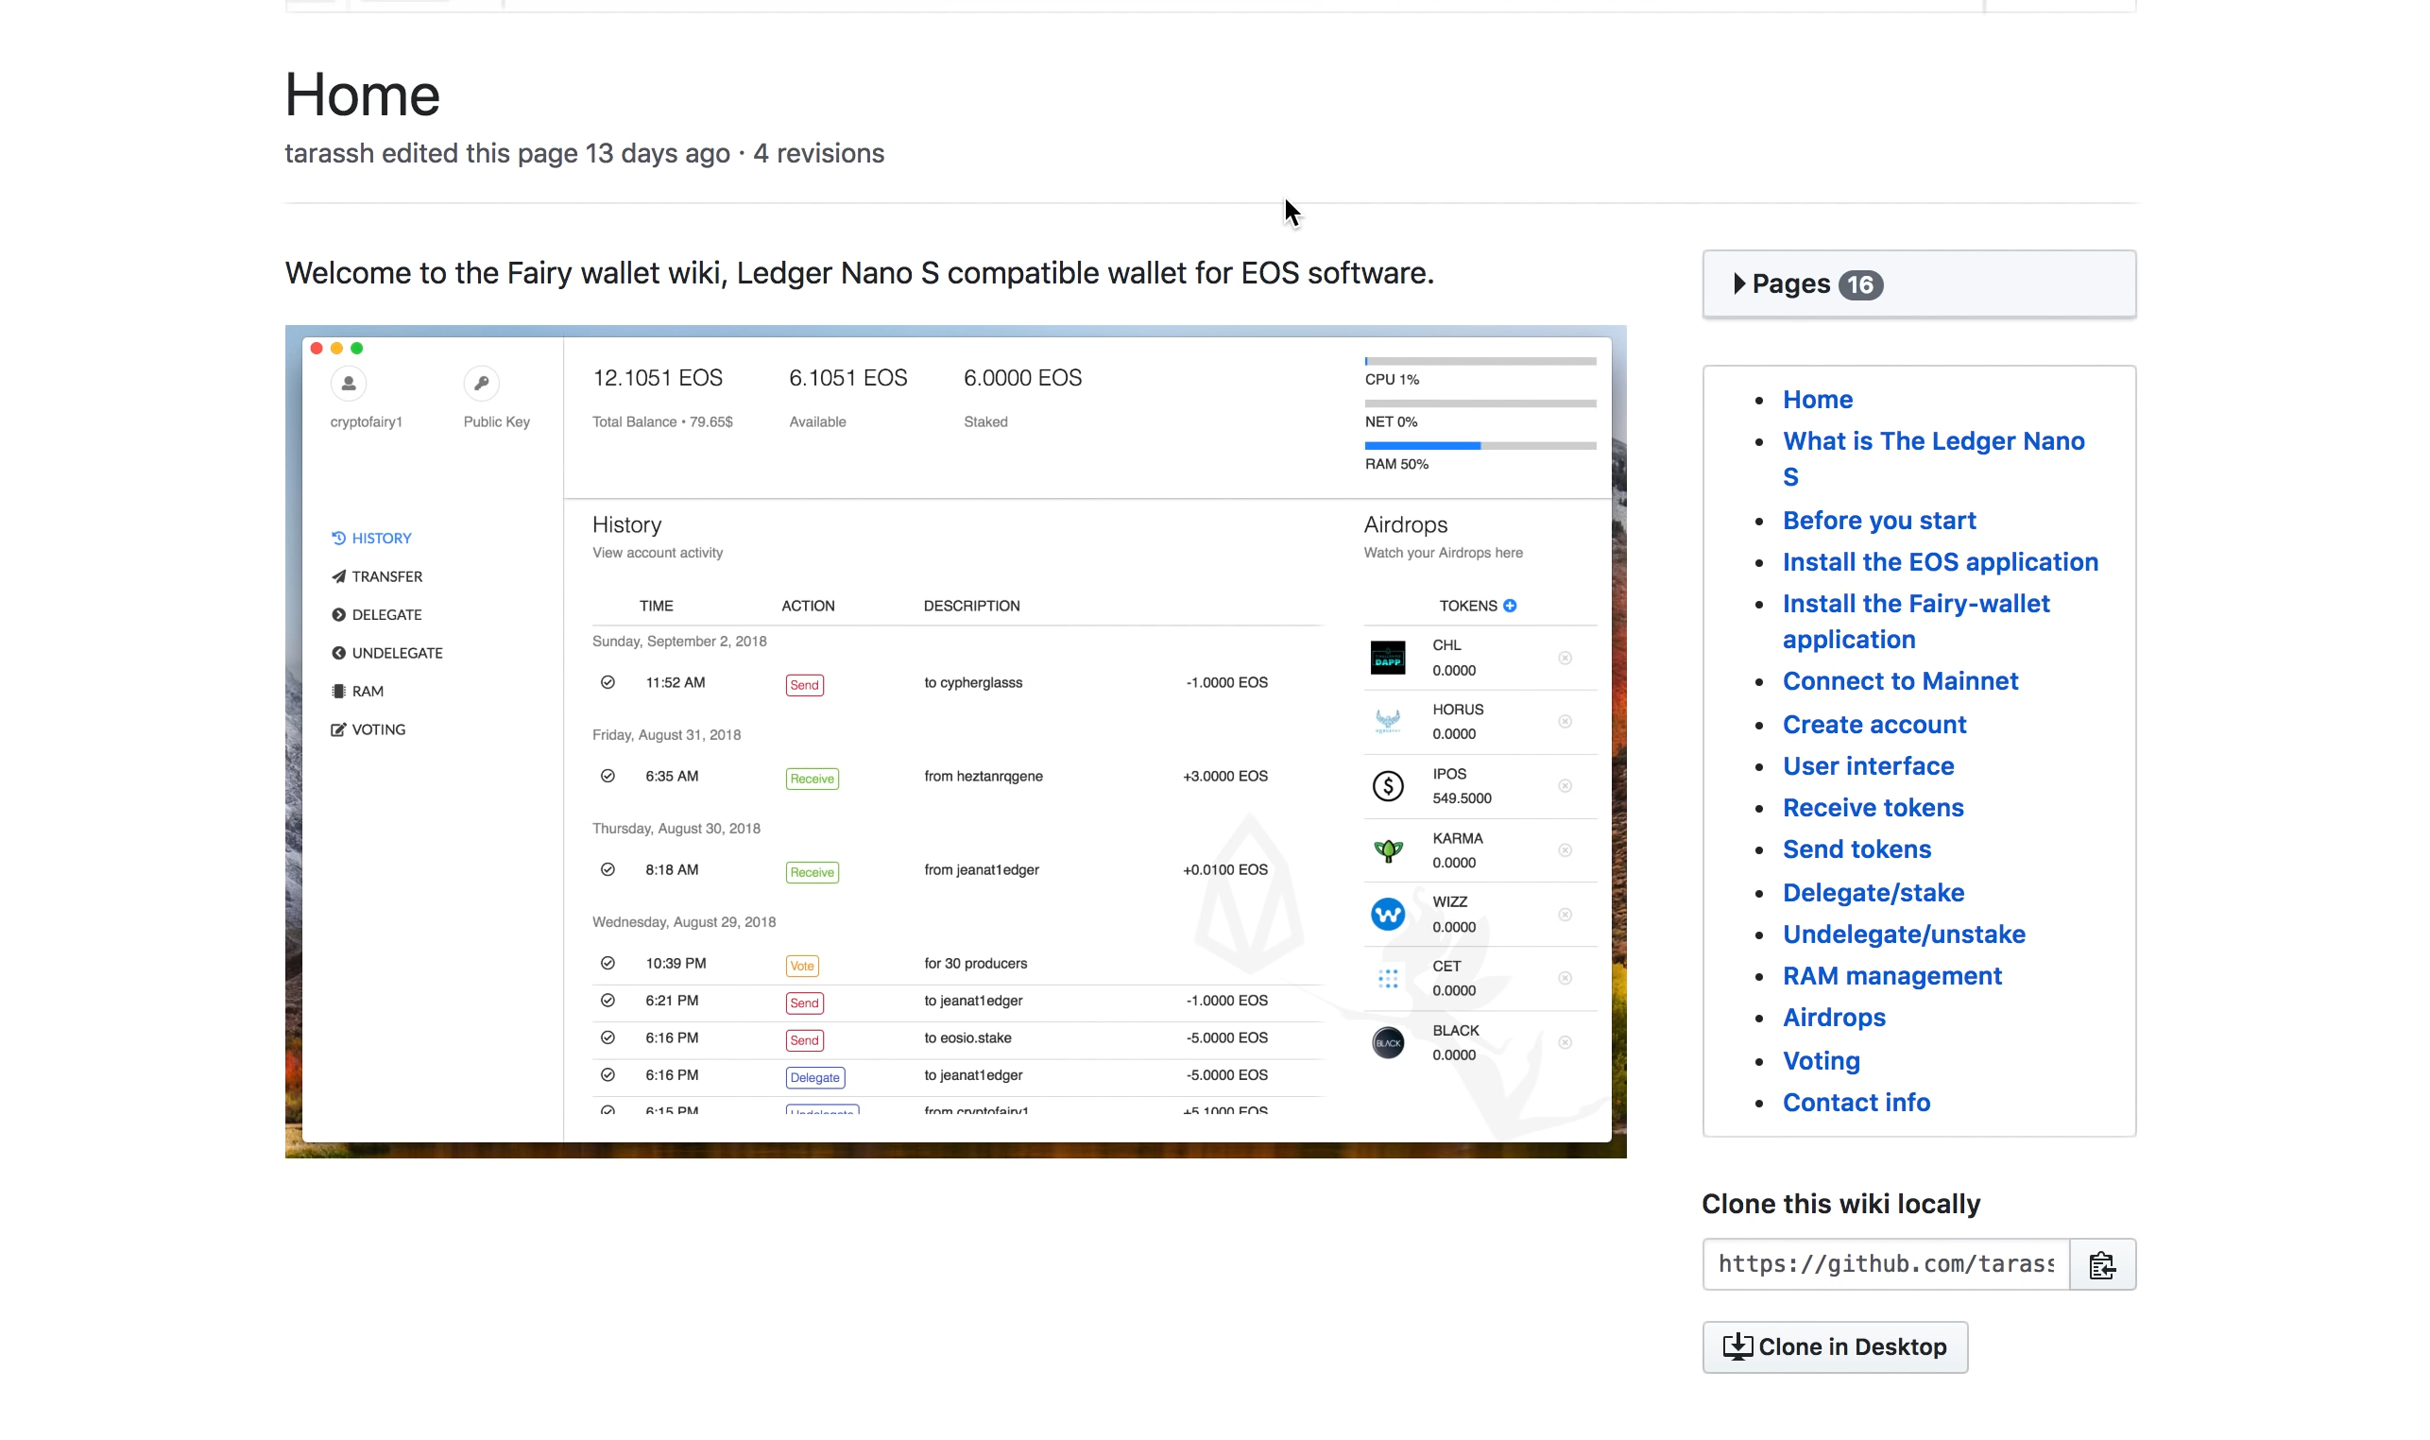 Home
tarassh edited this page 13 days ago · 4 revisions
Welcome to the Fairy wallet wiki, Ledger Nano S compatible wallet for EOS software.
cryptofairy1
Public Key
HISTORY
TRANSFER
DELEGATE
UNDELEGATE
RAM
VOTING
12.1051 EOS 6.1051 EOS 6.0000 EOS
Total Balance • 79.65$ Available Staked
CPU 1%
NET 0%
RAM 50%
History
View account activity
TIME ACTION DESCRIPTION
Sunday, September 2, 2018
11:52 AM Send to cypherglasss -1.0000 EOS
Friday, August 31, 2018
6:35 AM Receive from heztanrqgene +3.0000 EOS
Thursday, August 30, 2018
8:18 AM Receive from jeanat1edger +0.0100 EOS
Wednesday, August 29, 2018
10:39 PM Vote for 30 producers
6:21 PM Send to jeanat1edger -1.0000 EOS
6:16 PM Send to eosio.stake -5.0000 EOS
6:16 PM Delegate to jeanat1edger -5.0000 EOS
6:15 PM Undelegate from cryptofairy1 +5.1000 EOS
Airdrops
Watch your Airdrops here
TOKENS
DAPP
CHL
0.0000
HORUS
0.0000
IPOS
549.5000
KARMA
0.0000
WIZZ
0.0000
CET
0.0000
BLACK
BLACK
0.0000
Pages 16
Home
What is The Ledger Nano
S
Before you start
Install the EOS application
Install the Fairy-wallet
application
Connect to Mainnet
Create account
User interface
Receive tokens
Send tokens
Delegate/stake
Undelegate/unstake
RAM management
Airdrops
Voting
Contact info
Clone this wiki locally
https://github.com/tarass
Clone in Desktop